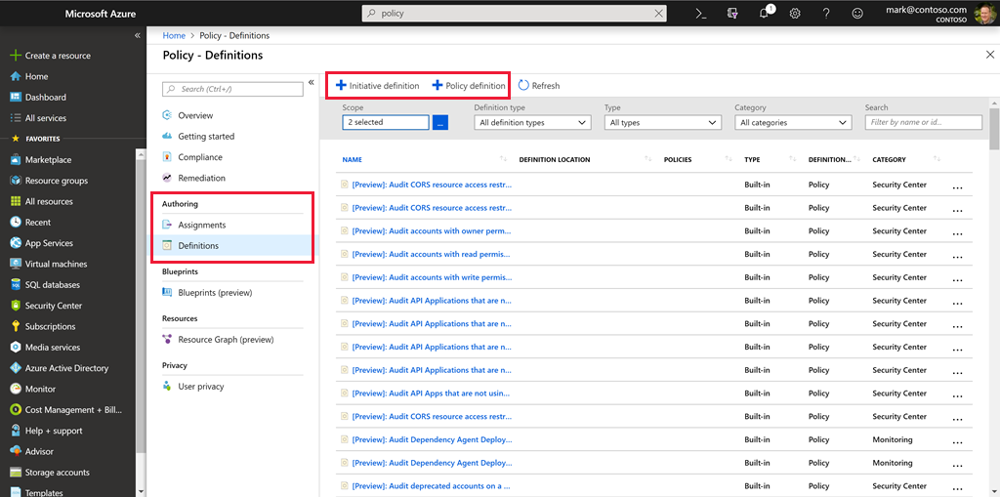 Microsoft Azure
policy
1
mark@contoso.com
CONTOSO
Create a resource
Home
Dashboard
All services
FAVORITES
Marketplace
Resource groups
All resources
Recent
App Services
Virtual machines
SQL databases
Security Center
Subscriptions
Media services
Azure Active Directory
Monitor
Cost Management + Bill...
Help + support
Advisor
Storage accounts
Templates
Home > Policy - Definitions
Policy - Definitions
Search (Ctrl+/)
Overview
Getting started
Compliance
Remediation
Authoring
Assignments
Definitions
Blueprints
Blueprints (preview)
Resources
Resource Graph (preview)
Privacy
User privacy
Initiative definition Policy definition Refresh
Scope Definition type Type Category Search
2 selected ... All definition types All types All categories Filter by name or id...
NAME DEFINITION LOCATION POLICIES TYPE DEFINITION... CATEGORY
[Preview]: Audit CORS resource access restr... Built-in Policy Security Center ...
[Preview]: Audit CORS resource access restr... Built-in Policy Security Center ...
[Preview]: Audit accounts with owner perm... Built-in Policy Security Center ...
[Preview]: Audit accounts with read permis... Built-in Policy Security Center ...
[Preview]: Audit accounts with write permis... Built-in Policy Security Center ...
[Preview]: Audit API Applications that are n... Built-in Policy Security Center ...
[Preview]: Audit API Applications that are n... Built-in Policy Security Center ...
[Preview]: Audit API Applications that are n... Built-in Policy Security Center ...
[Preview]: Audit API Applications that are n... Built-in Policy Security Center ...
[Preview]: Audit API Apps that are not usin... Built-in Policy Security Center ...
[Preview]: Audit CORS resource access restr... Built-in Policy Security Center ...
[Preview]: Audit Dependency Agent Deploy... Built-in Policy Monitoring ...
[Preview]: Audit Dependency Agent Deploy... Built-in Policy Monitoring ...
[Preview]: Audit deprecated accounts on a ... Built-in Policy Security Center ...